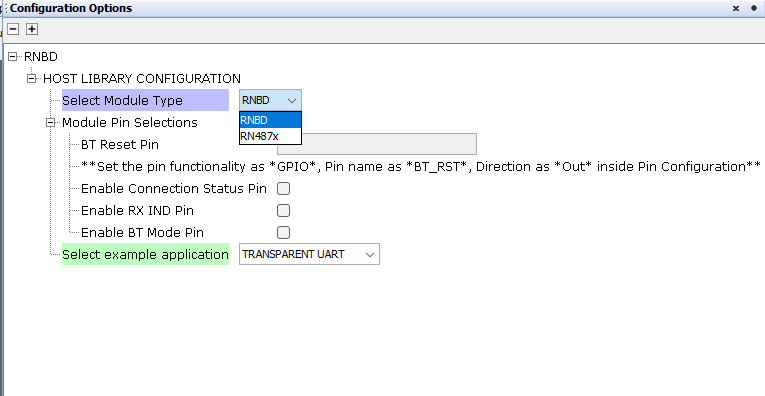 Configuration Options
RNBD
HOST LIBRARY CONFIGURATION
Select Module Type RNBD
RNBD
Module Pin Selections
RN487x
BT Reset Pin
**Set the pin functionality as *GPIO*, Pin name as *BT_RST*, Direction as *Out* inside Pin Configuration**
Enable Connection Status Pin
Enable RX IND Pin
Enable BT Mode Pin
Select example application TRANSPARENT UART